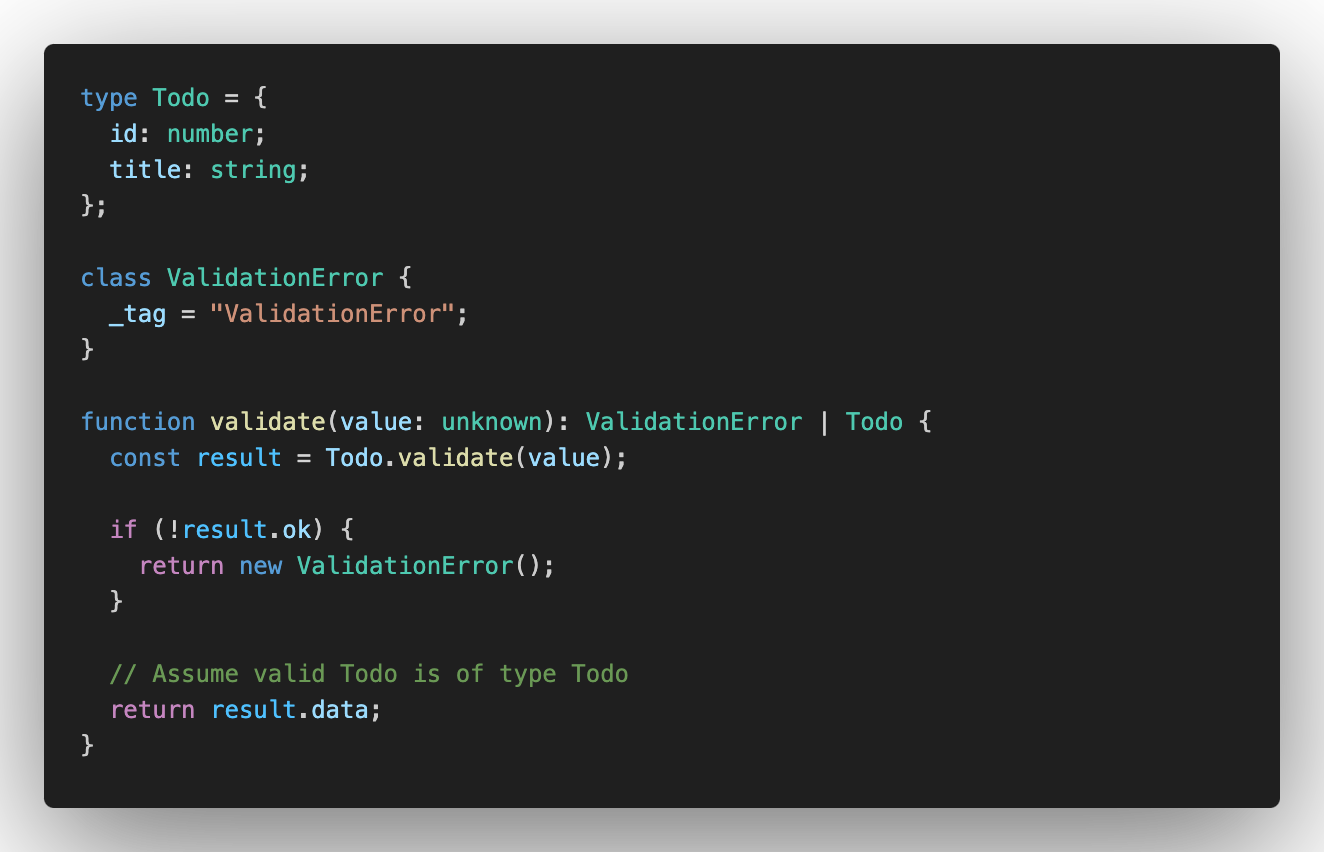 type Todo = {
  id: number;
  title: string;
};

class ValidationError {
  _tag = "ValidationError";
}

function validate(value: unknown): ValidationError | Todo {
  const result = Todo.validate(value);

  if (!result.ok) {
    return new ValidationError();
  }

  // Assume valid Todo is of type Todo
  return result.data;
}